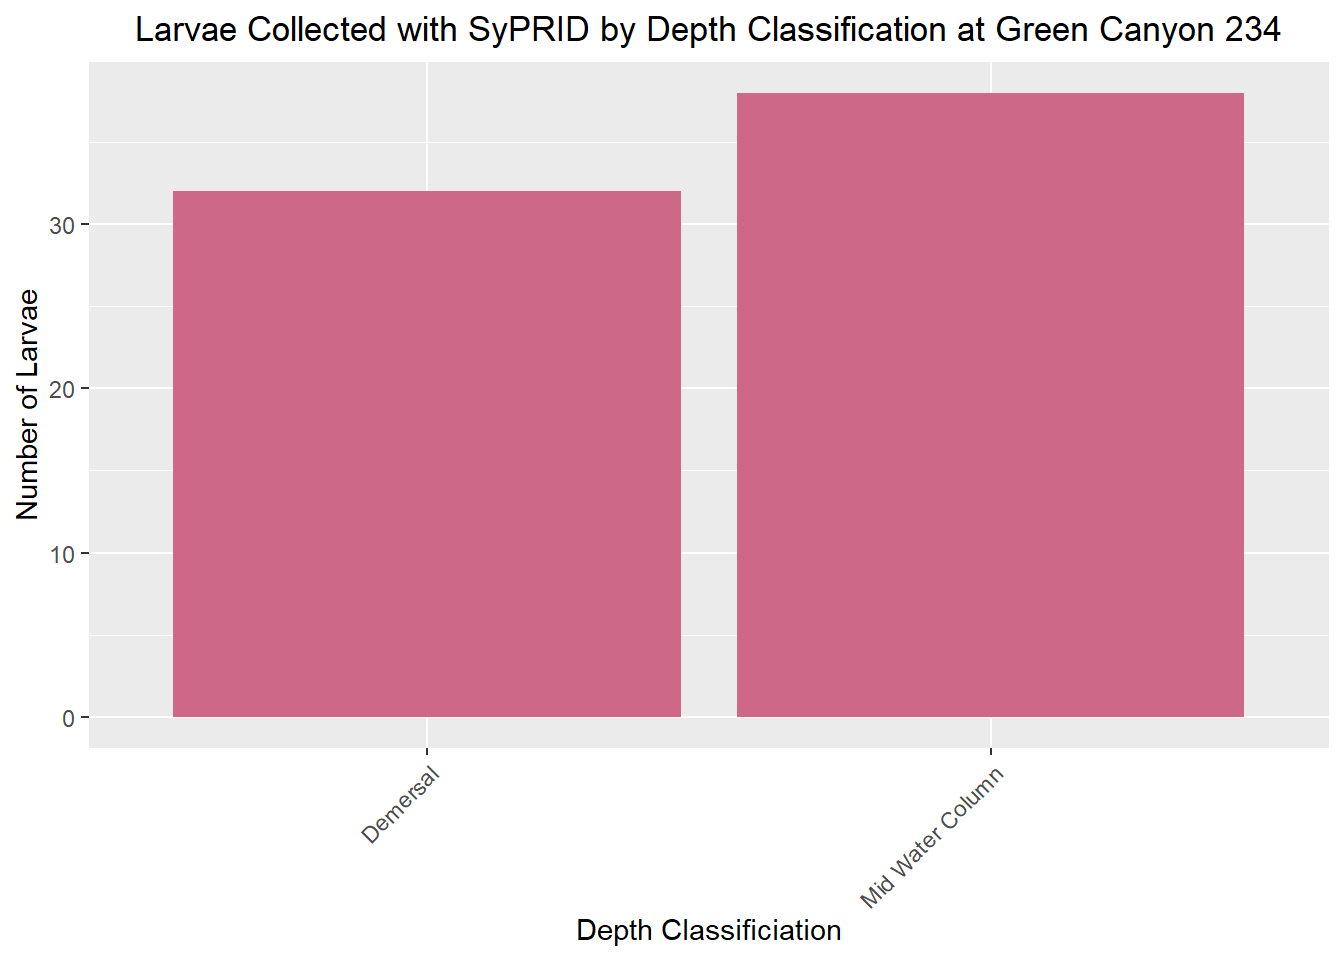 Larvae Collected with SyPRID by Depth Classification at Green Canyon 234
Number of Larvae
30
20
10
0
Demersal
Mid Water Column
Depth Classificiation